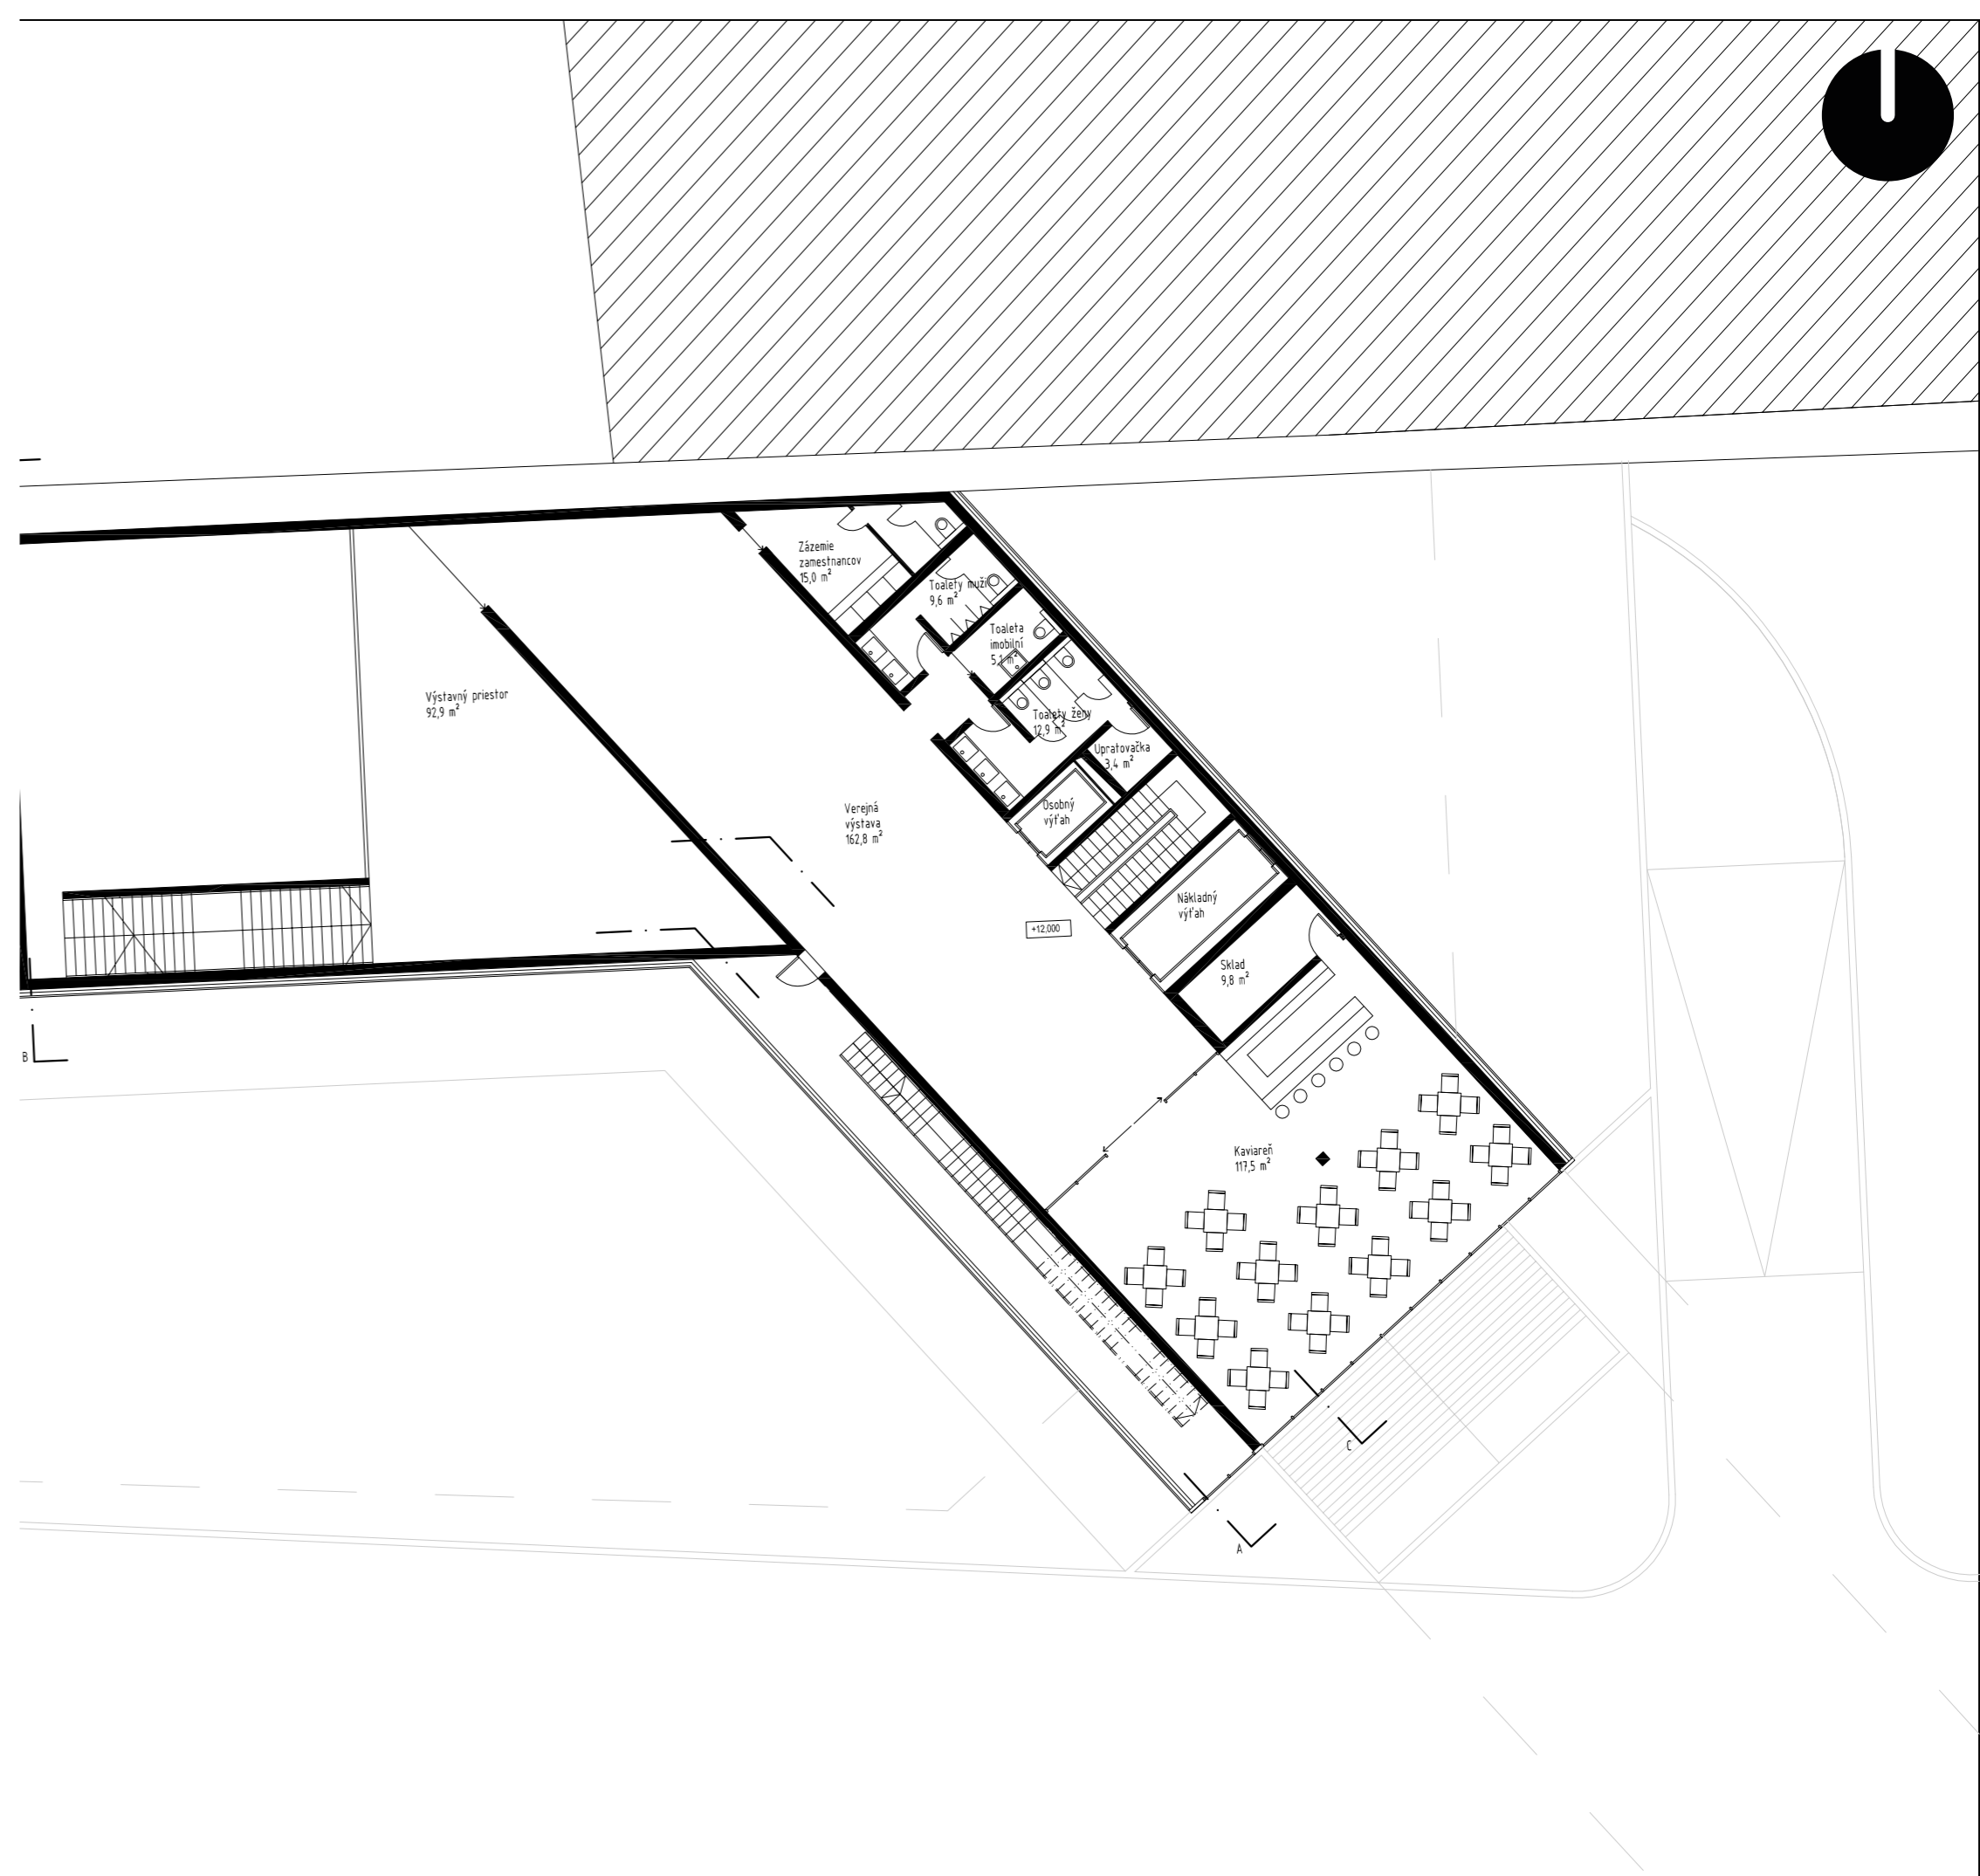 Zázemie
zamestnancov
15,0 m²
Toalety muži
9,6 m²
Toaleta
imobilní
5,1 m²
Výstavný priestor
92,9 m²
Toalety ženy
12,9 m²
Upratovačka
3,4 m²
Osobný
výťah
Verejná
výstava
162,8 m²
Nákladný
výťah
+12,000
Sklad
9,8 m²
B
Kaviareň
117,5 m²
C
A